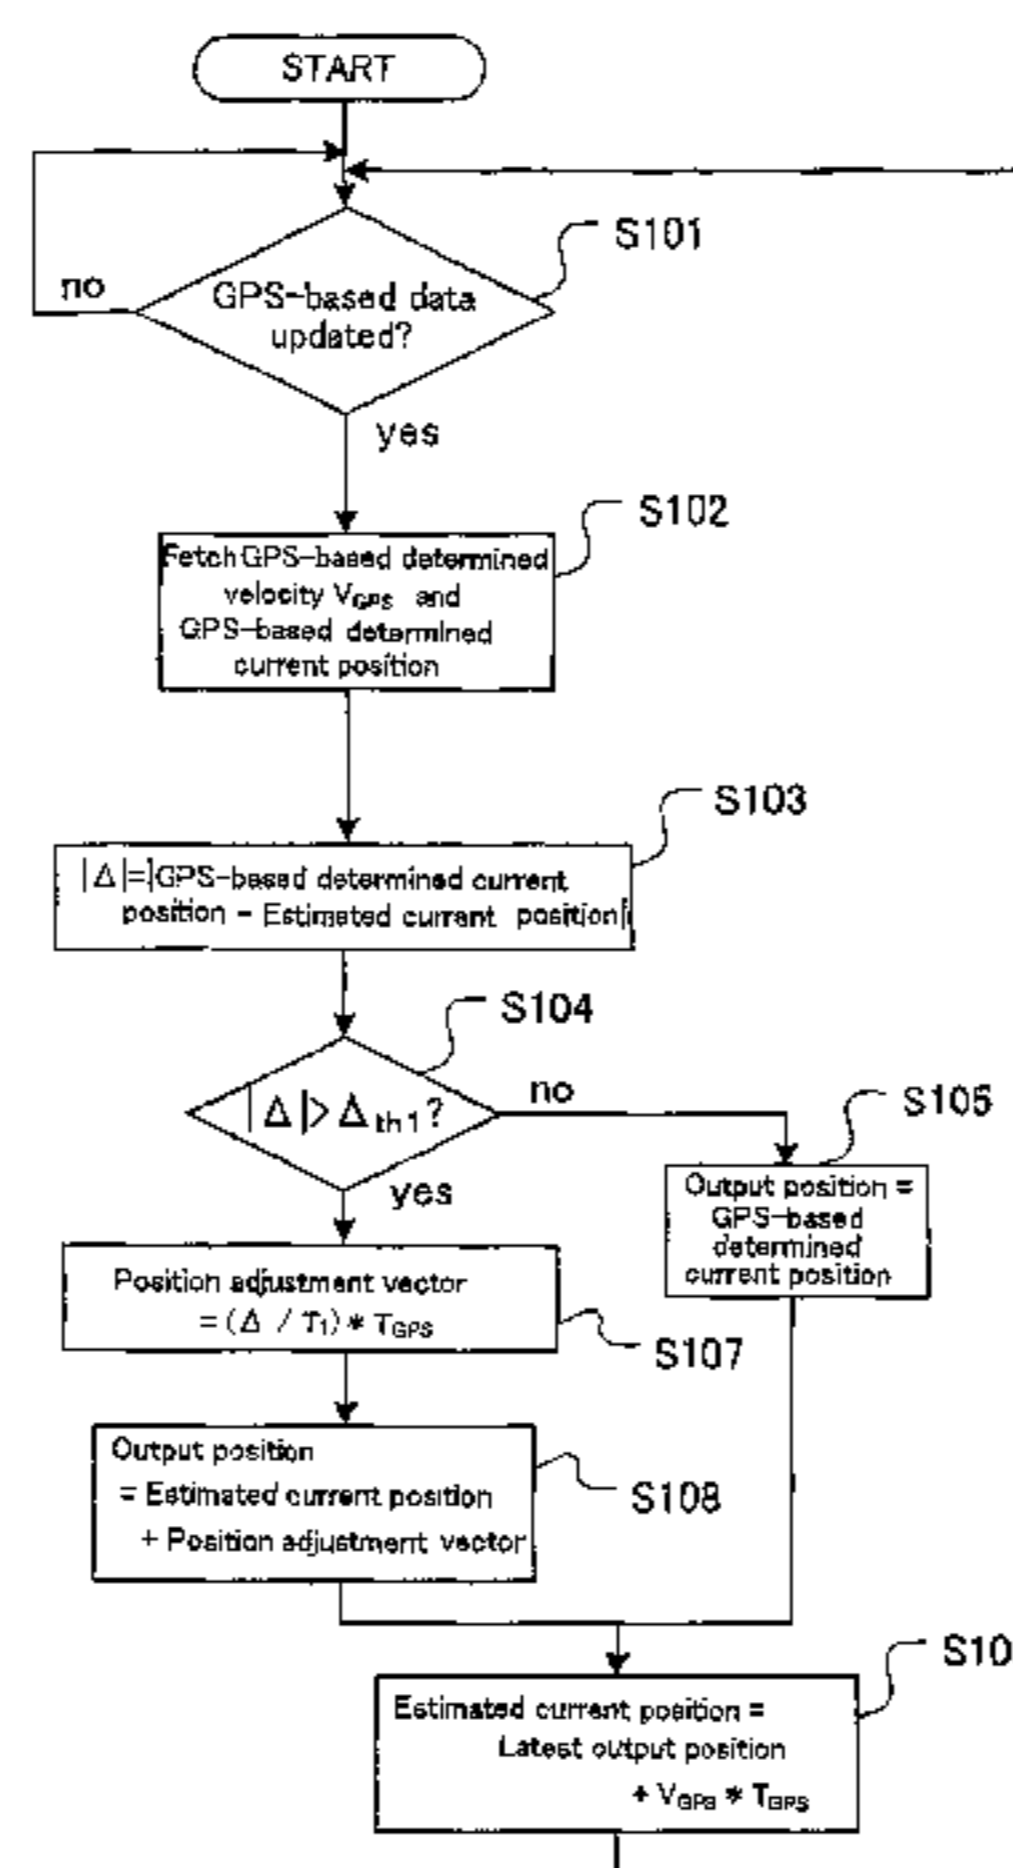 START
S101
no
GPS-based data
updated?
yes
S102
Fetch GPS-based determined
velocity VGPS and
GPS-based determined
current position
S103
|Δ|=|GPS-based determined current
position - Estimated current position|
S104
|Δ|>Δth1?
no
S105
yes
Output position =
GPS-based
determined
current position
Position adjustment vector
=(Δ / T1) * TGPS
S107
Output position
= Estimated current position
+ Position adjustment vector
S108
S10
Estimated current position =
Latest output position
+ VGPS * TGPS